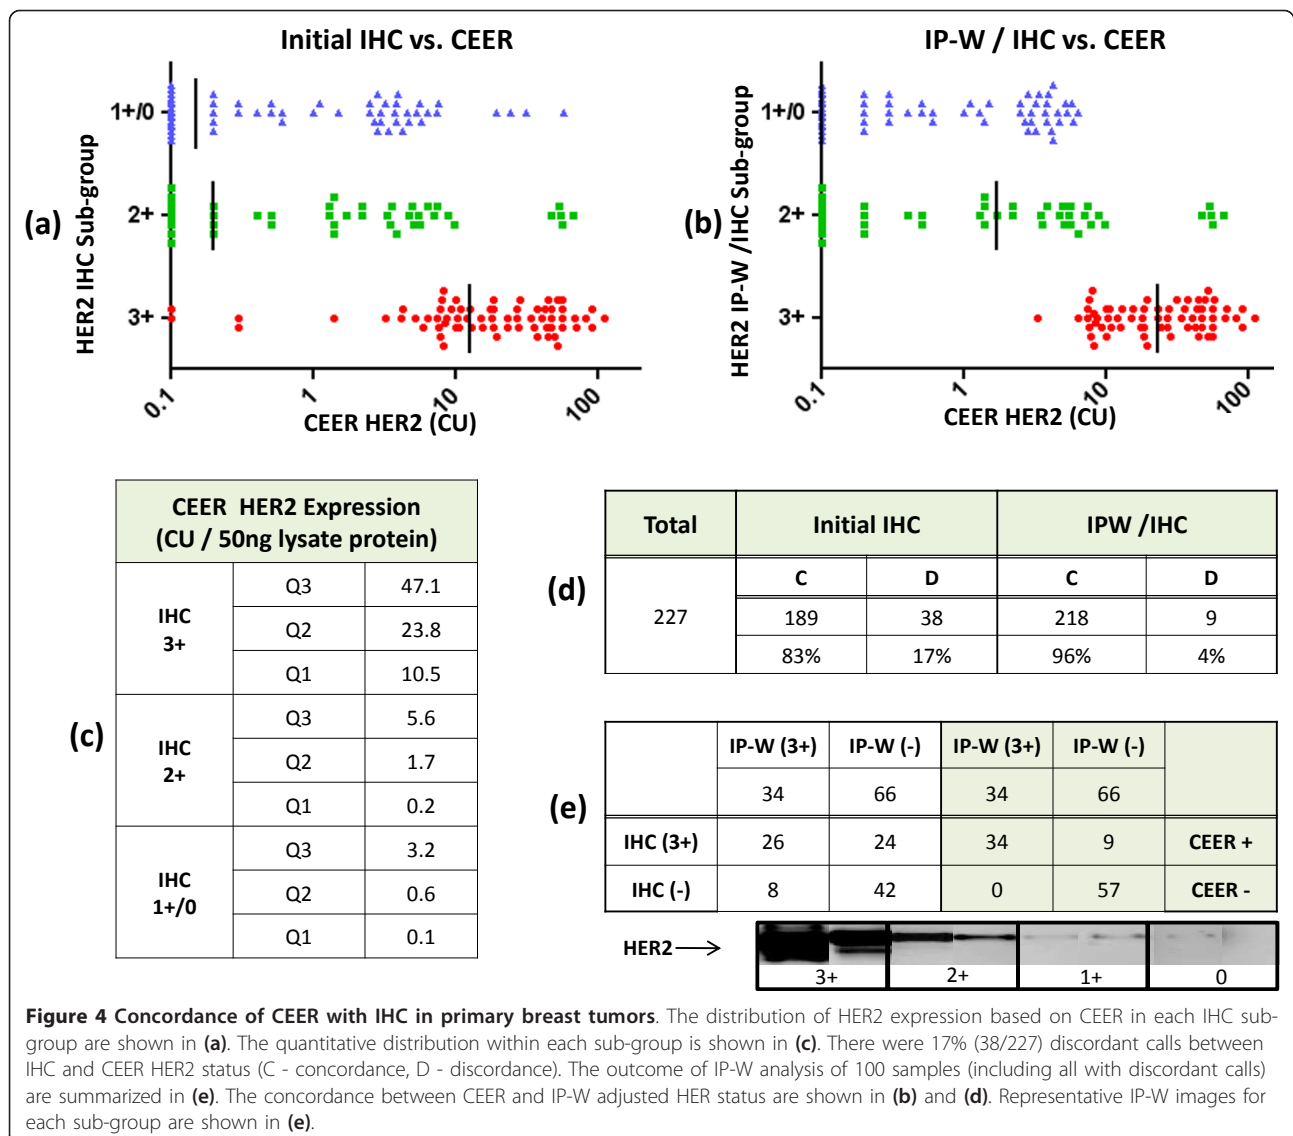 Initial IHC vs. CEER
HER2 IHC Sub-group
1+/0
2+
3+
(a)
0.1
1
10
100
CEER HER2 (CU)
IP-W / IHC vs. CEER
HER2 IP-W /IHC Sub-group
1+/0
2+
3+
(b)
0.1
1
10
100
CEER HER2 (CU)
(c)
CEER HER2 Expression
(CU / 50ng lysate protein)
IHC
3+
Q3 47.1
Q2 23.8
Q1 10.5
IHC
2+
Q3 5.6
Q2 1.7
Q1 0.2
IHC
1+/0
Q3 3.2
Q2 0.6
Q1 0.1
(d)
Total Initial IHC IPW /IHC
C D C D
227 189 38 218 9
83% 17% 96% 4%
(e)
IP-W (3+) IP-W (-) IP-W (3+) IP-W (-)
34 66 34 66
IHC (3+) 26 24 34 9 CEER +
IHC (-) 8 42 0 57 CEER -
HER2
3+ 2+ 1+ 0
Figure 4 Concordance of CEER with IHC in primary breast tumors. The distribution of HER2 expression based on CEER in each IHC sub-
group are shown in (a). The quantitative distribution within each sub-group is shown in (c). There were 17% (38/227) discordant calls between
IHC and CEER HER2 status (C - concordance, D - discordance). The outcome of IP-W analysis of 100 samples (including all with discordant calls)
are summarized in (e). The concordance between CEER and IP-W adjusted HER status are shown in (b) and (d). Representative IP-W images for
each sub-group are shown in (e).